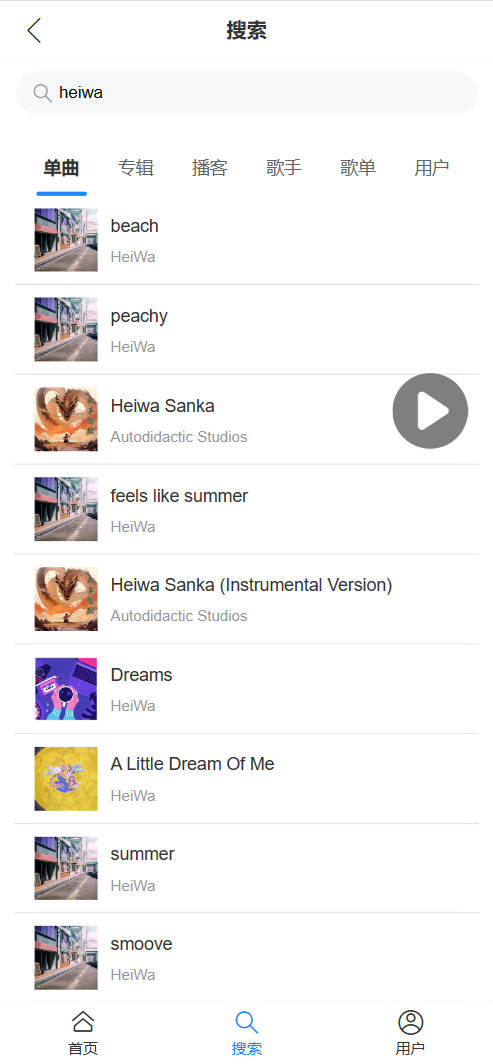 搜索
heiwa
单曲 专辑 播客 歌手 歌单 用户
beach
HeiWa
peachy
HeiWa
Heiwa Sanka
Autodidactic Studios
feels like summer
HeiWa
Heiwa Sanka (Instrumental Version)
Autodidactic Studios
Dreams
HeiWa
A Little Dream Of Me
HeiWa
summer
HeiWa
smoove
HeiWa
首页 搜索 用户